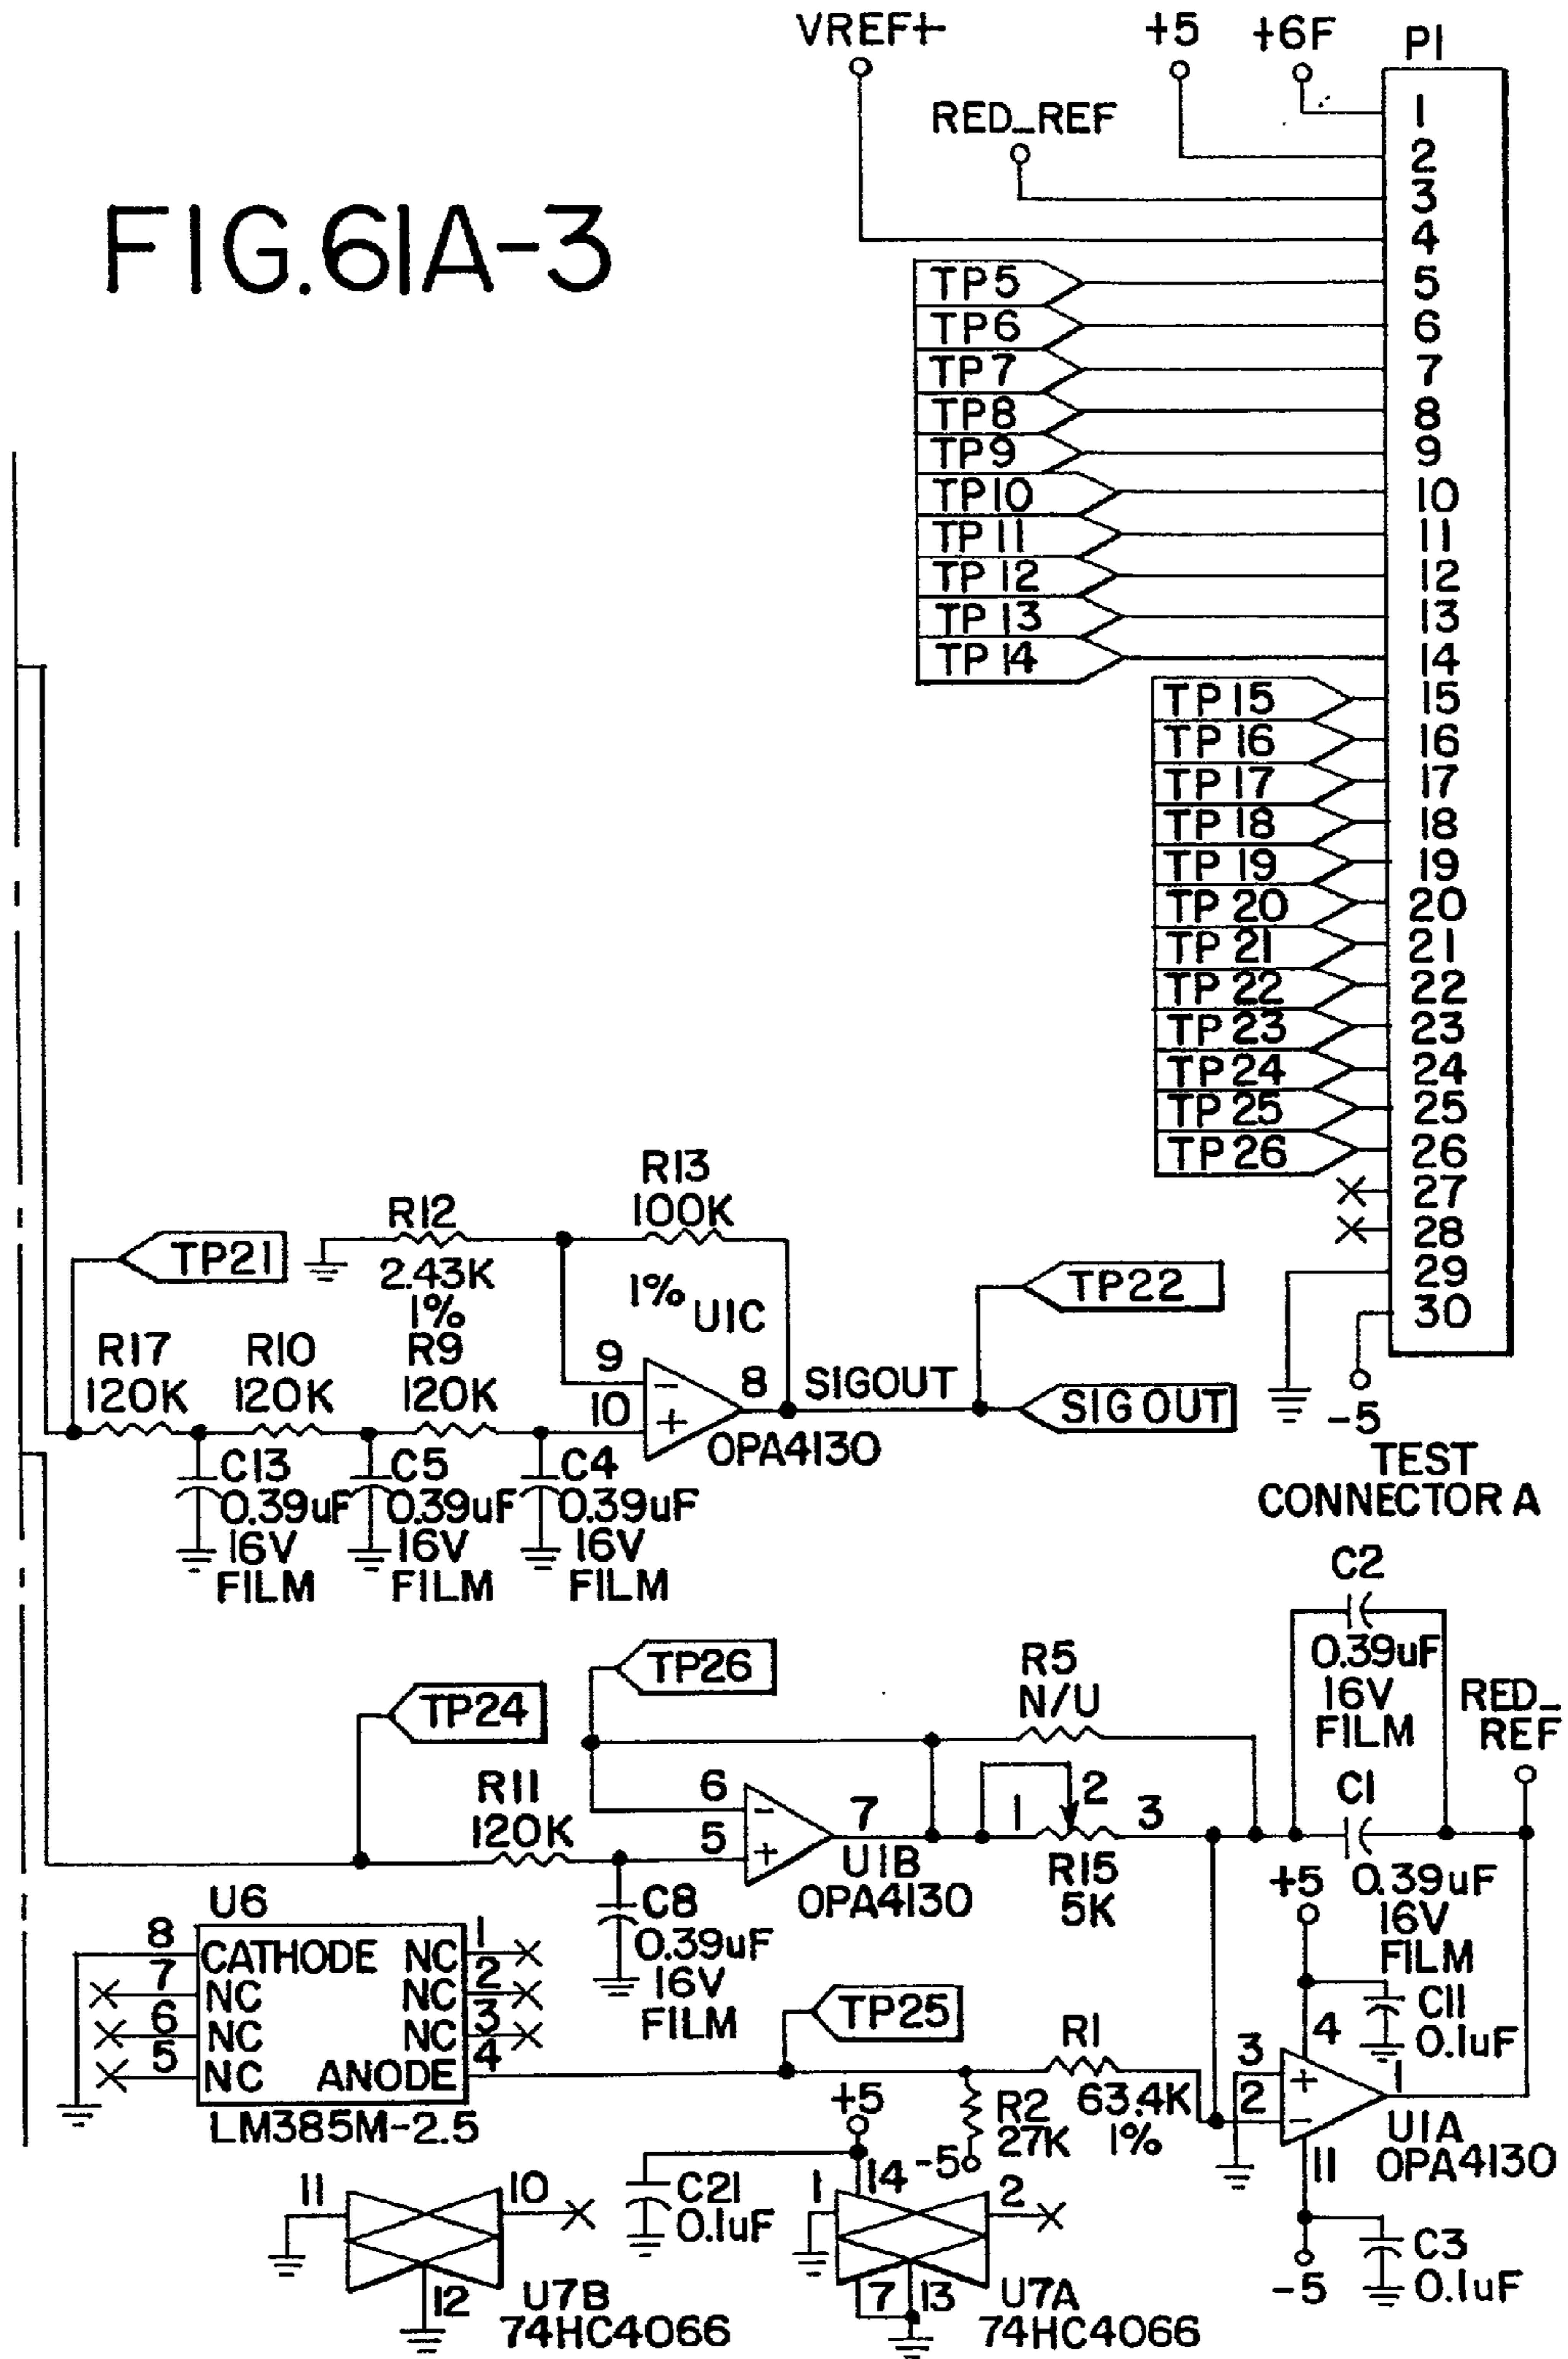 FIG.61A-3
VREF+
+5
+6F
P1
RED_REF
1
2
3
4
TP5
5
TP6
6
TP7
7
TP8
8
TP9
9
TP10
10
TP11
11
TP12
12
TP13
13
TP14
14
TP15
15
TP16
16
TP17
17
TP18
18
TP19
19
TP20
20
TP21
21
TP22
22
TP23
23
TP24
24
TP25
25
TP26
26
27
28
29
30
-5
TEST
CONNECTOR A
R13
100K
1%
R12
2.43K
1%
TP21
U1C
TP22
R17
120K
R10
120K
R9
120K
9
10
-
+
8
SIGOUT
SIGOUT
OPA4130
C13
0.39uF
16V
FILM
C5
0.39uF
16V
FILM
C4
0.39uF
16V
FILM
C2
0.39uF
16V
FILM
RED_
REF
TP26
R5
N/U
TP24
R11
120K
6
5
-
+
7
U1B
OPA4130
1
2
3
R15
5K
C1
0.39uF
16V
FILM
+5
C8
0.39uF
16V
FILM
U6
8
7
6
5
CATHODE
NC
NC
NC
NC
NC
NC
ANODE
1
2
3
4
LM385M-2.5
TP25
R1
63.4K
1%
R2
27K
-5
C11
0.1uF
4
3
2
+
-
1
U1A
OPA4130
11
-5
C3
0.1uF
11
10
12
U7B
74HC4066
+5
C21
0.1uF
1
14
2
7
13
U7A
74HC4066